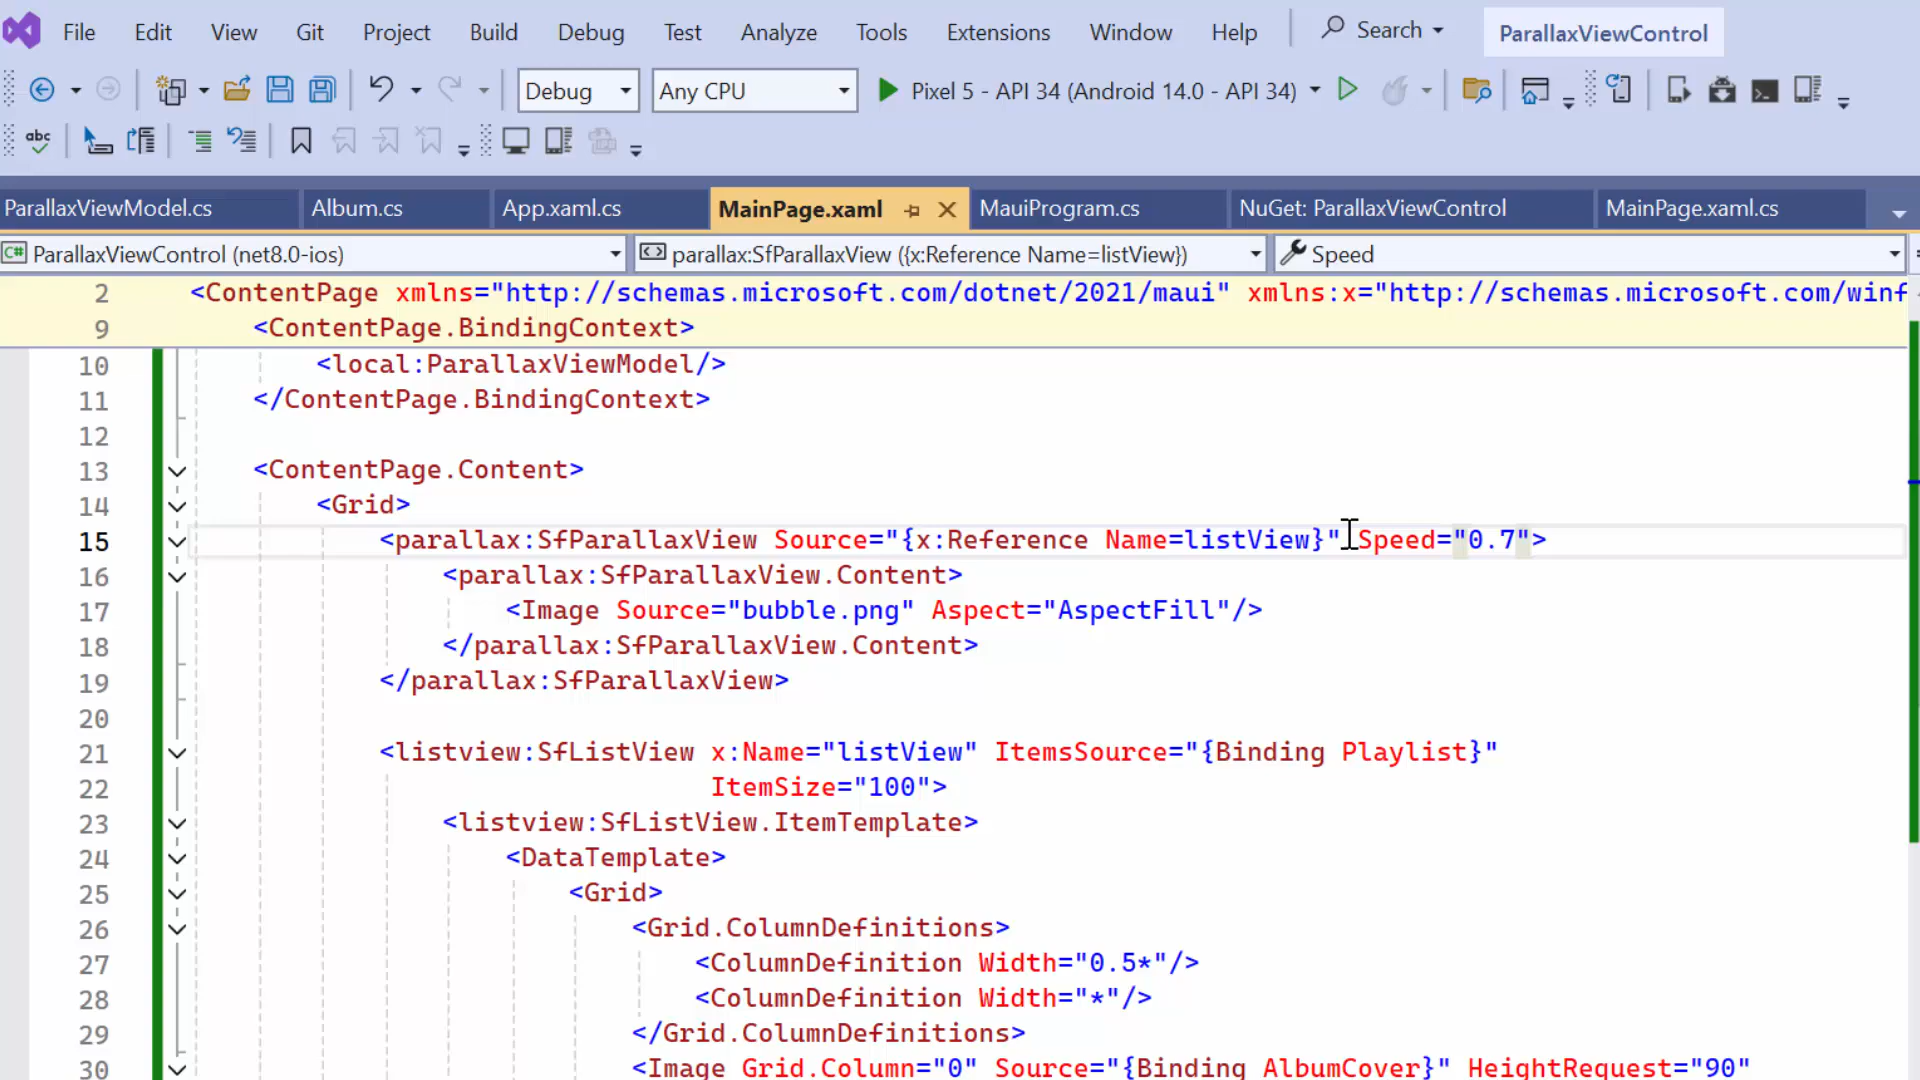 File Edit View Git Project Build Debug Test Analyze Tools Extensions Window Help Search ParallaxViewControl
Debug Any CPU Pixel 5 - API 34 (Android 14.0 - API 34)
abc
ParallaxViewModel.cs Album.cs App.xaml.cs MainPage.xaml MauiProgram.cs NuGet: ParallaxViewControl MainPage.xaml.cs
C# ParallaxViewControl (net8.0-ios) parallax:SfParallaxView ({x:Reference Name=listView}) Speed
2 <ContentPage xmlns="http://schemas.microsoft.com/dotnet/2021/maui" xmlns:x="http://schemas.microsoft.com/winf
9 <ContentPage.BindingContext>
10 <local:ParallaxViewModel/>
11 </ContentPage.BindingContext>
12
13 <ContentPage.Content>
14 <Grid>
15 <parallax:SfParallaxView Source="{x:Reference Name=listView}" Speed="0.7">
16 <parallax:SfParallaxView.Content>
17 <Image Source="bubble.png" Aspect="AspectFill"/>
18 </parallax:SfParallaxView.Content>
19 </parallax:SfParallaxView>
20
21 <listview:SfListView x:Name="listView" ItemsSource="{Binding Playlist}"
22 ItemSize="100">
23 <listview:SfListView.ItemTemplate>
24 <DataTemplate>
25 <Grid>
26 <Grid.ColumnDefinitions>
27 <ColumnDefinition Width="0.5*"/>
28 <ColumnDefinition Width="*"/>
29 </Grid.ColumnDefinitions>
30 <Image Grid.Column="0" Source="{Binding AlbumCover}" HeightRequest="90"